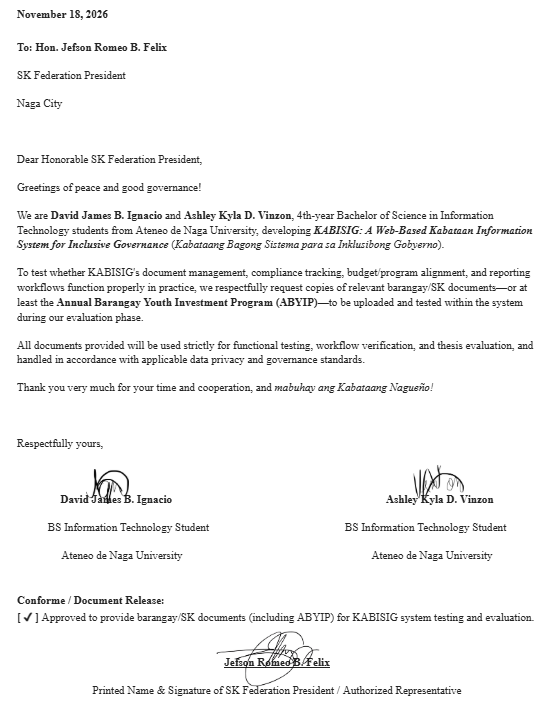 November 18, 2026
To: Hon. Jefson Romeo B. Felix
SK Federation President
Naga City
Dear Honorable SK Federation President,
Greetings of peace and good governance!
We are David James B. Ignacio and Ashley Kyla D. Vinzon, 4th-year Bachelor of Science in Information
Technology students from Ateneo de Naga University, developing KABISIG: A Web-Based Kabataan Information
System for Inclusive Governance (Kabataang Bagong Sistema para sa Inklusibong Gobyerno).
To test whether KABISIG's document management, compliance tracking, budget/program alignment, and reporting
workflows function properly in practice, we respectfully request copies of relevant barangay/SK documents—or at
least the Annual Barangay Youth Investment Program (ABYIP)—to be uploaded and tested within the system
during our evaluation phase.
All documents provided will be used strictly for functional testing, workflow verification, and thesis evaluation, and
handled in accordance with applicable data privacy and governance standards.
Thank you very much for your time and cooperation, and mabuhay ang Kabataang Nagueño!
Respectfully yours,
David James B. Ignacio
Ashley Kyla D. Vinzon
BS Information Technology Student
BS Information Technology Student
Ateneo de Naga University
Ateneo de Naga University
Conforme / Document Release:
[ ✔ ] Approved to provide barangay/SK documents (including ABYIP) for KABISIG system testing and evaluation.
Jefson Romeo B. Felix
Printed Name & Signature of SK Federation President / Authorized Representative